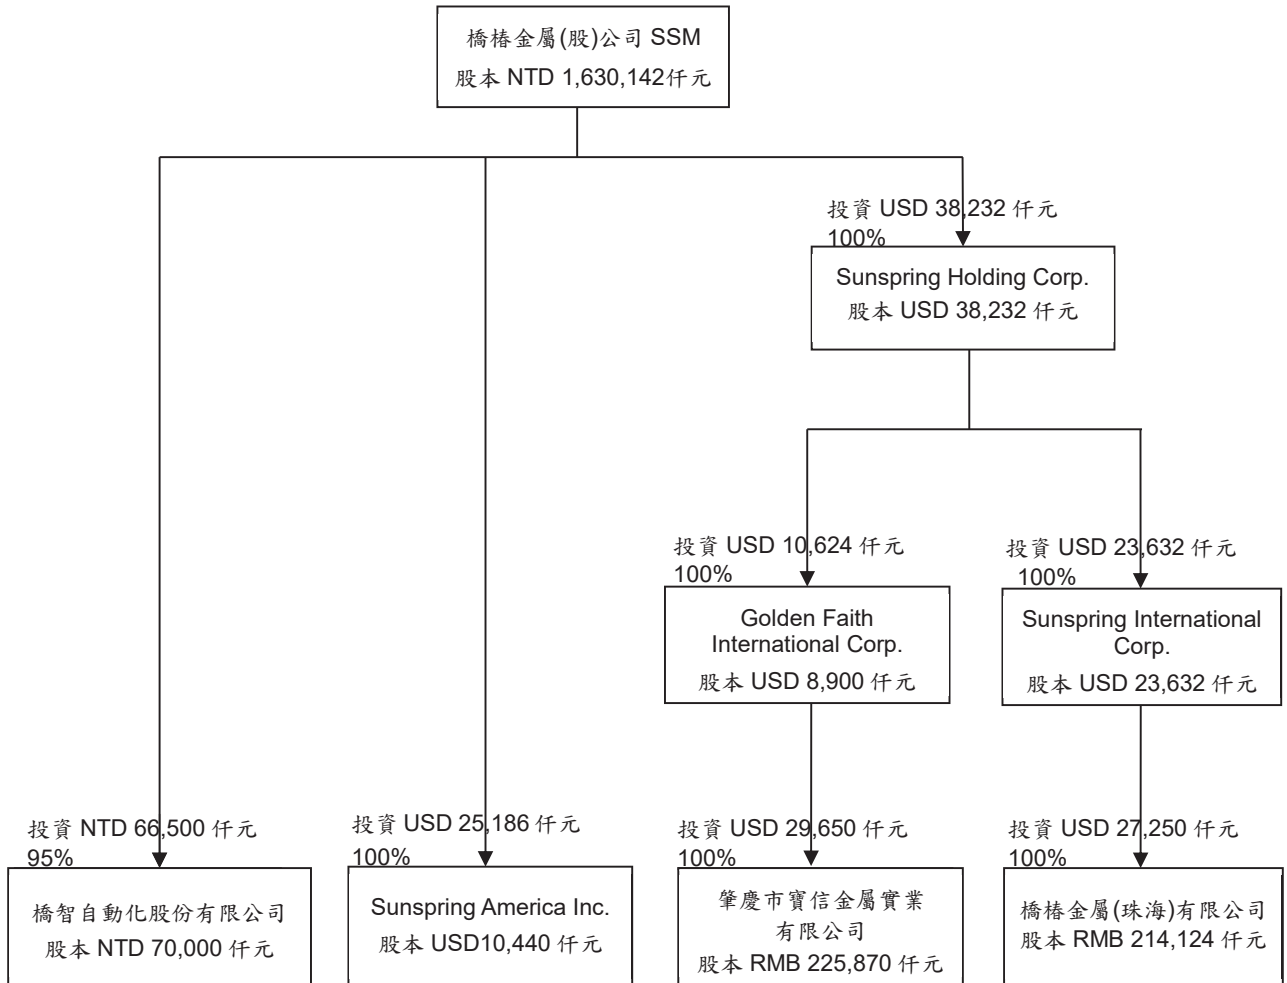 橋椿金屬(股)公司 SSM
股本 NTD 1,630,142仟元
投資 USD 38,232 仟元
100%
Sunspring Holding Corp.
股本 USD 38,232 仟元
投資 USD 10,624 仟元
100%
Golden Faith
International Corp.
股本 USD 8,900 仟元
投資 USD 23,632 仟元
100%
Sunspring International
Corp.
股本 USD 23,632 仟元
投資 NTD 66,500 仟元
95%
橋智自動化股份有限公司
股本 NTD 70,000 仟元
投資 USD 25,186 仟元
100%
Sunspring America Inc.
股本 USD10,440 仟元
投資 USD 29,650 仟元
100%
肇慶市寶信金屬實業
有限公司
股本 RMB 225,870 仟元
投資 USD 27,250 仟元
100%
橋椿金屬(珠海)有限公司
股本 RMB 214,124 仟元